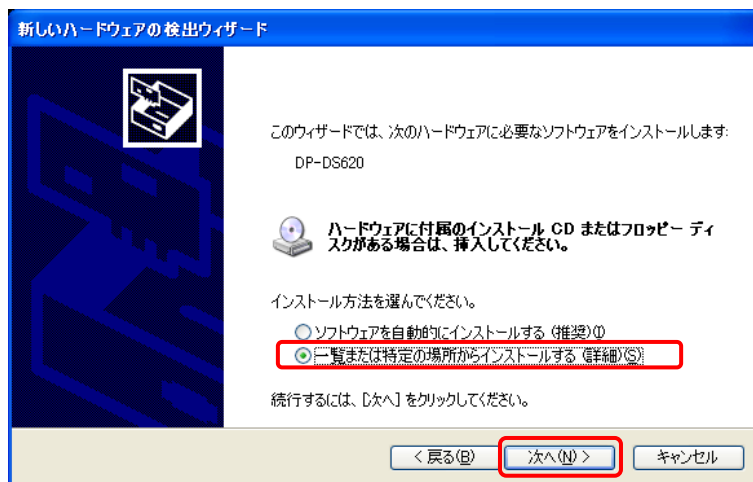 新しいハードウェアの検出ウィザード
このウィザードでは、次のハードウェアに必要なソフトウェアをインストールします:
DP-DS620
ハードウェアに付属のインストール CD またはフロッピー ディ
スクがある場合は、挿入してください。
インストール方法を選んでください。
ソフトウェアを自動的にインストールする (推奨)(I)
一覧または特定の場所からインストールする (詳細)(S)
続行するには、[次へ] をクリックしてください。
< 戻る(B)
次へ(N) >
キャンセル